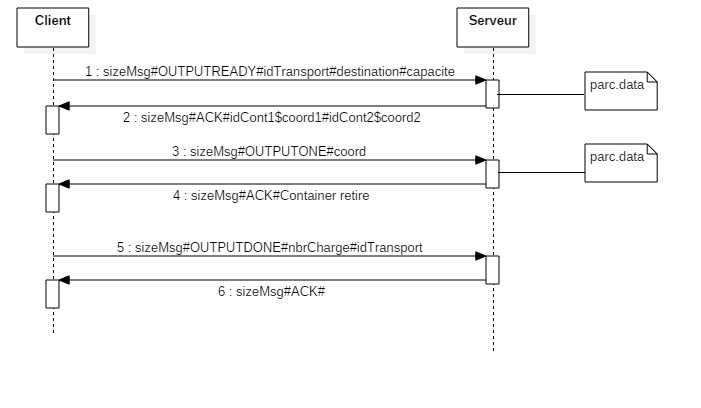 Client
Serveur
1 : sizeMsg#OUTPUTREADY#idTransport#destination#capacite
parc.data
2 : sizeMsg#ACK#idCont1$coord1#idCont2$coord2
3 : sizeMsg#OUTPUTONE#coord
parc.data
4 : sizeMsg#ACK#Container retire
5 : sizeMsg#OUTPUTDONE#nbrCharge#idTransport
6 : sizeMsg#ACK#